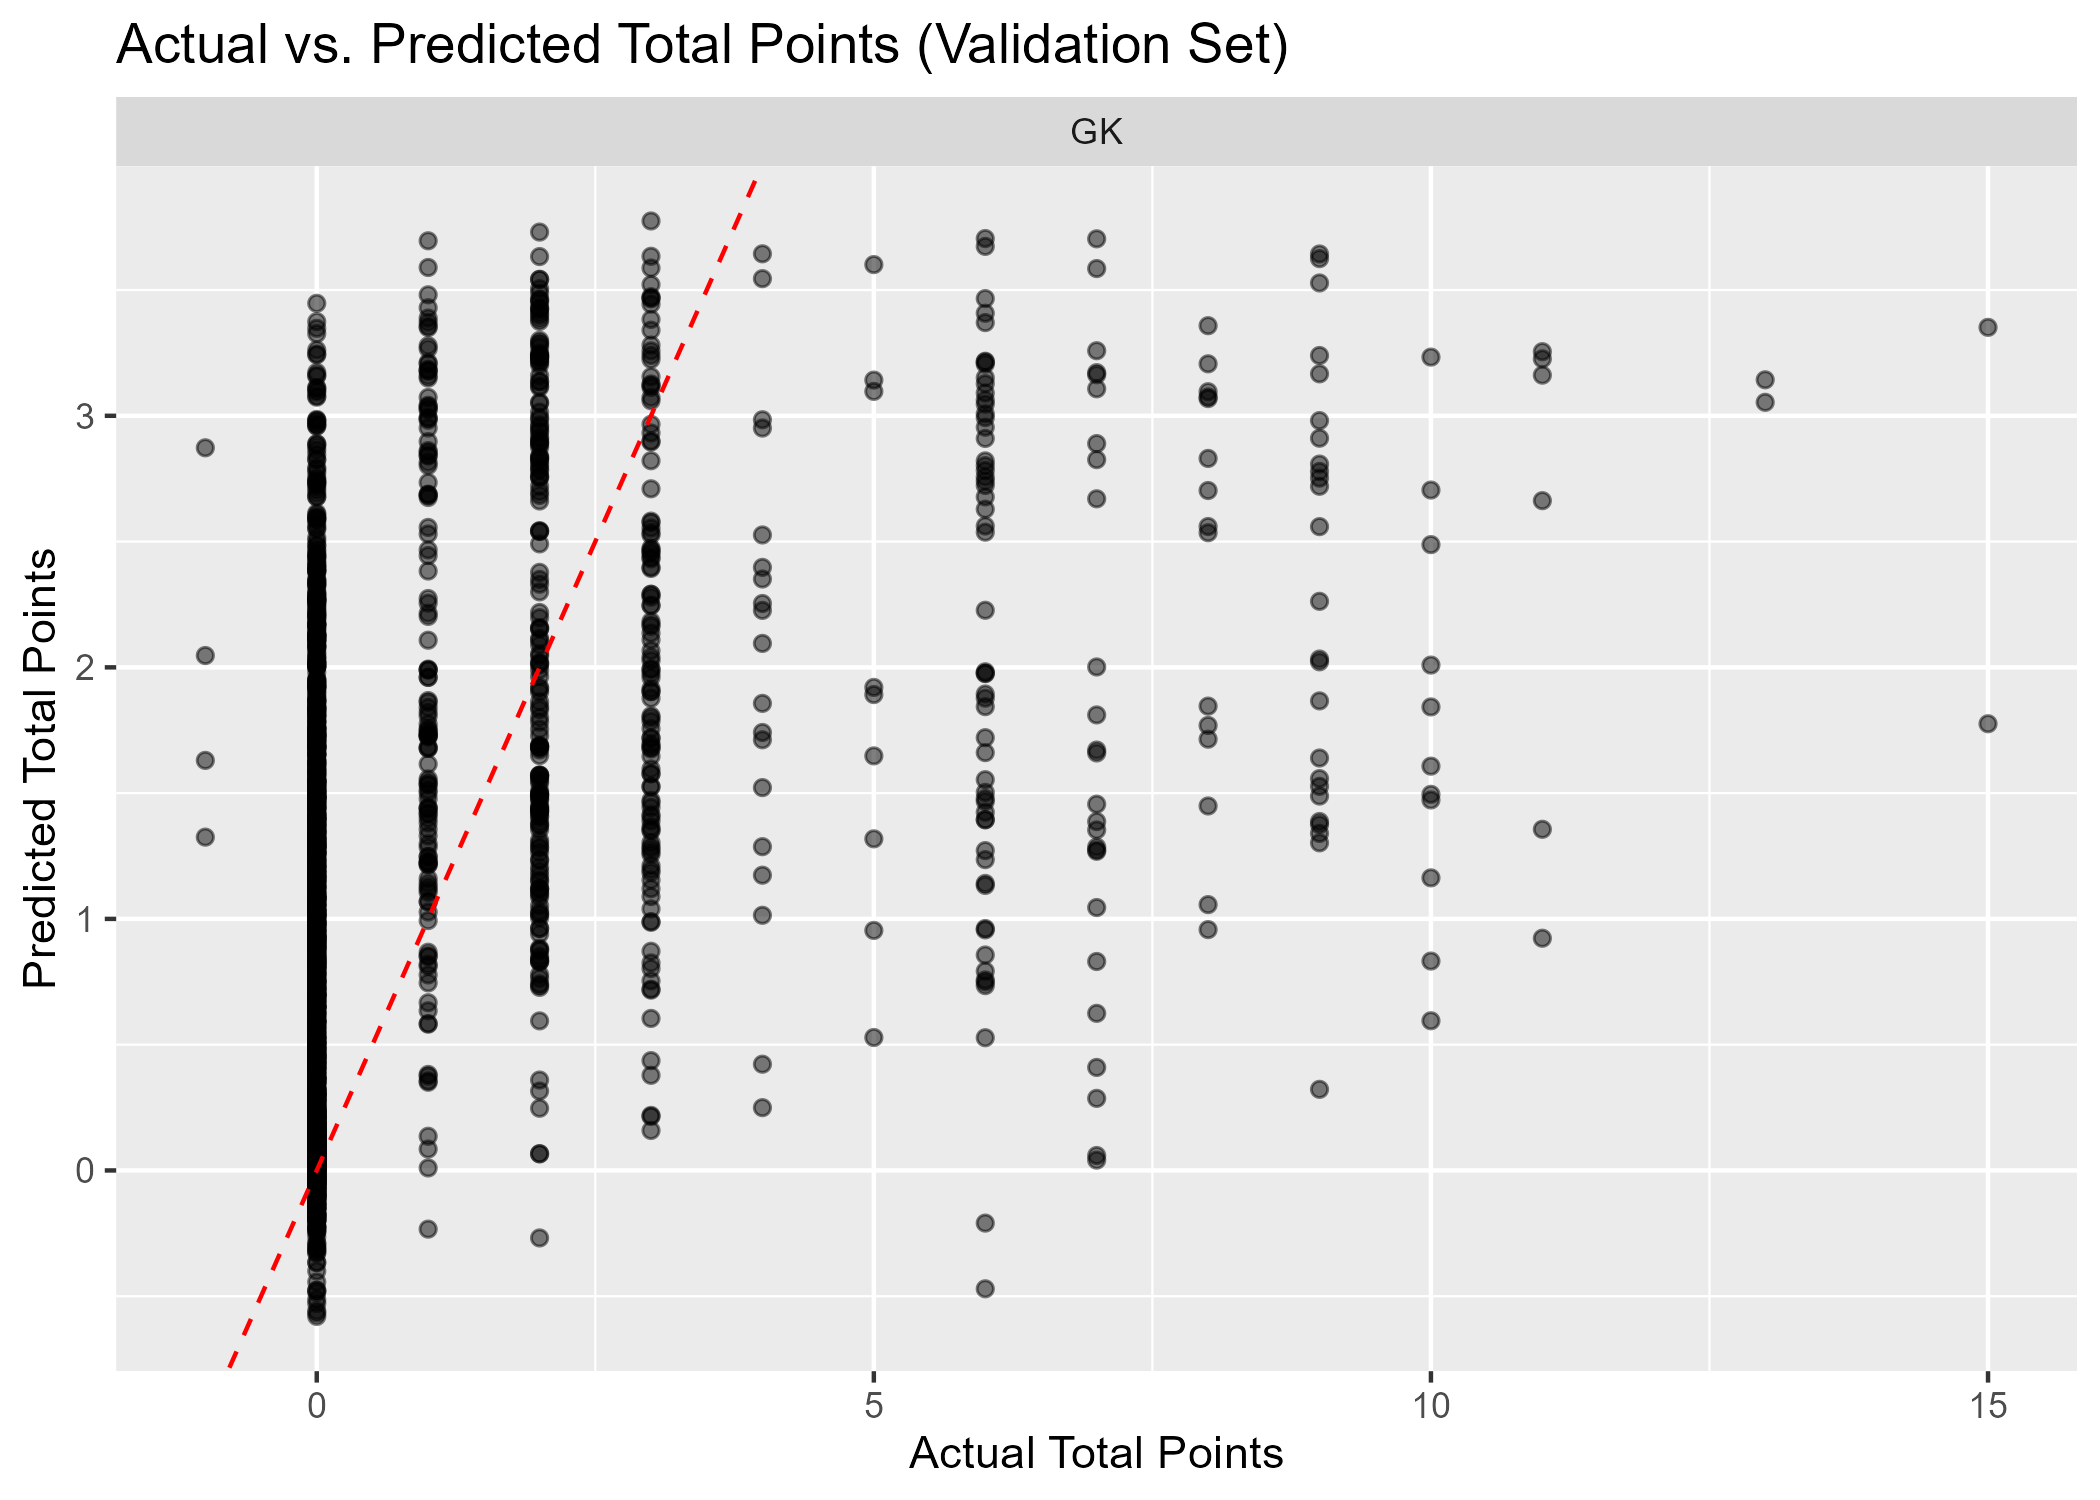 Actual vs. Predicted Total Points (Validation Set)
GK
Predicted Total Points
3
2
1
0
0 5 10 15
Actual Total Points